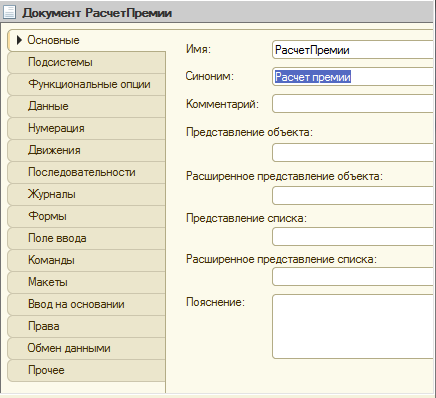 Документ РасчетПремии
Основные
Подсистемы
Функциональные опции
Данные
Нумерация
Движения
Последовательности
Журналы
Формы
Поле ввода
Команды
Макеты
Ввод на основании
Права
Обмен данными
Прочее
Имя: РасчетПремии
Синоним: Расчет премии
Комментарий:
Представление объекта:
Расширенное представление объекта:
Представление списка:
Расширенное представление списка:
Пояснение: